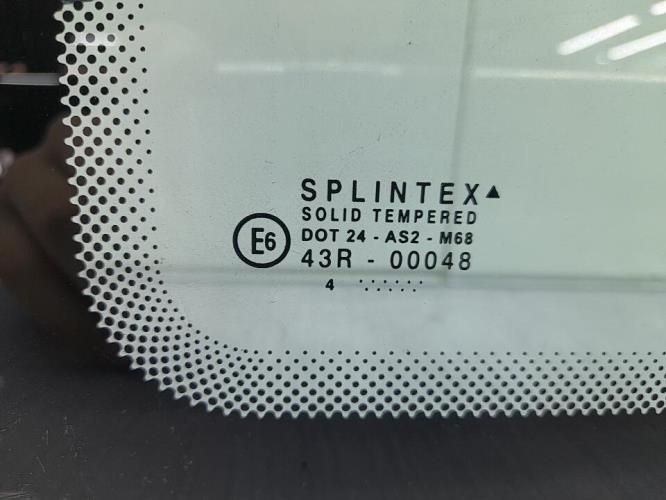 SPLINTEX▲
SOLID TEMPERED
E6
DOT 24 - AS2 - M68
43R - 00048
4 ············